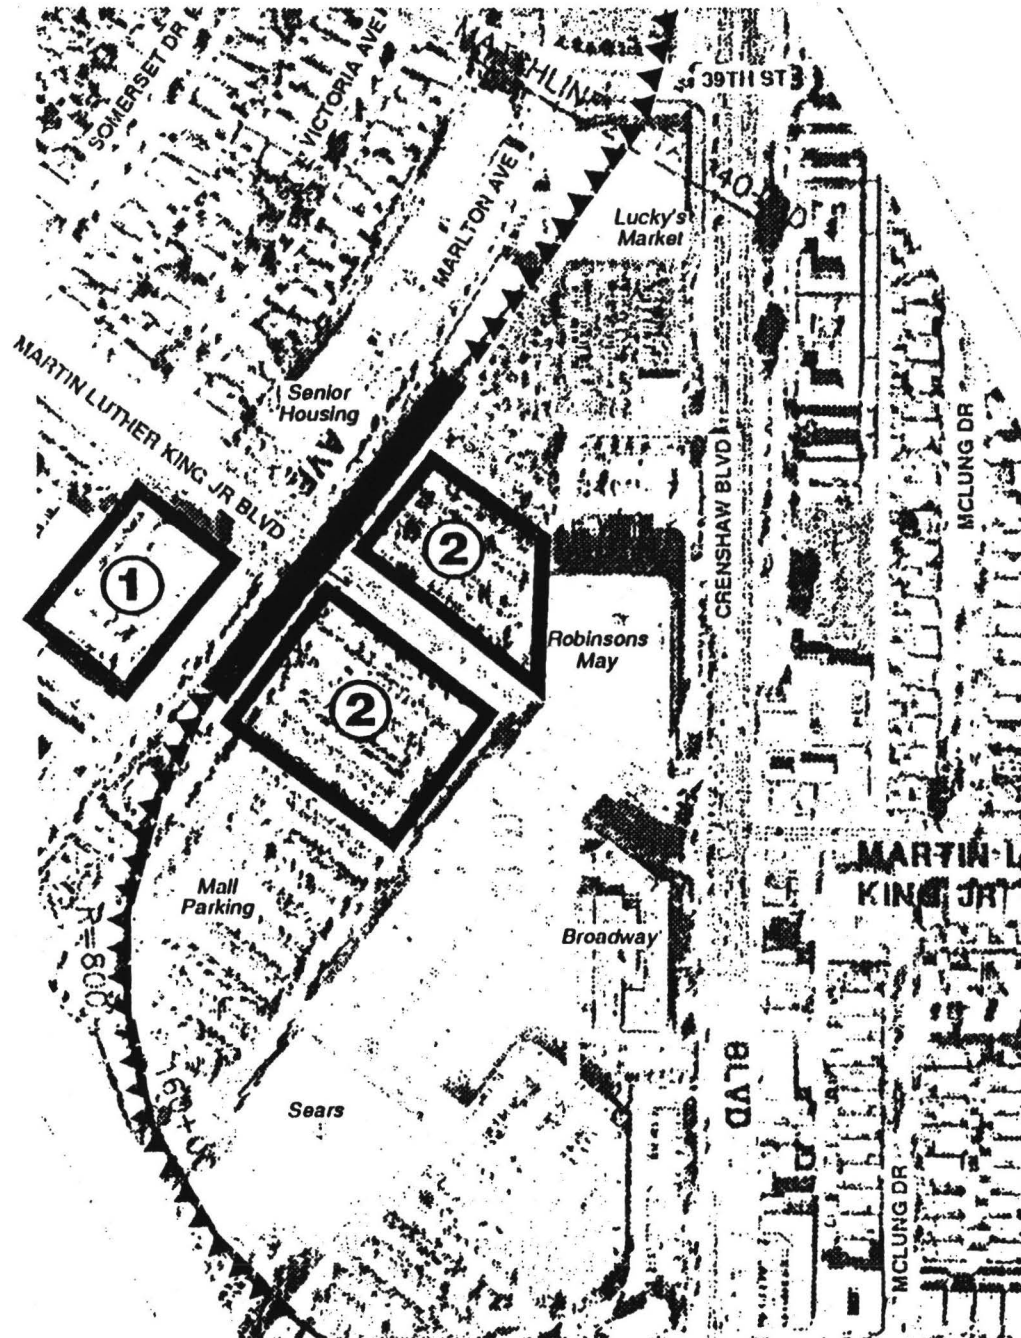 SOMERSET DR
VICTORIA AVE
MATCHLINE
39TH ST
MARLTON AVE
Lucky's
Market
MARTIN LUTHER KING JR BLVD
Senior
Housing
AVE
CRENSHAW BLVD
MCLUNG DR
1
2
Robinsons
May
2
MARTIN L
KING JR
Mall
Parking
Broadway
R=800
BLVD
Sears
MCLUNG DR